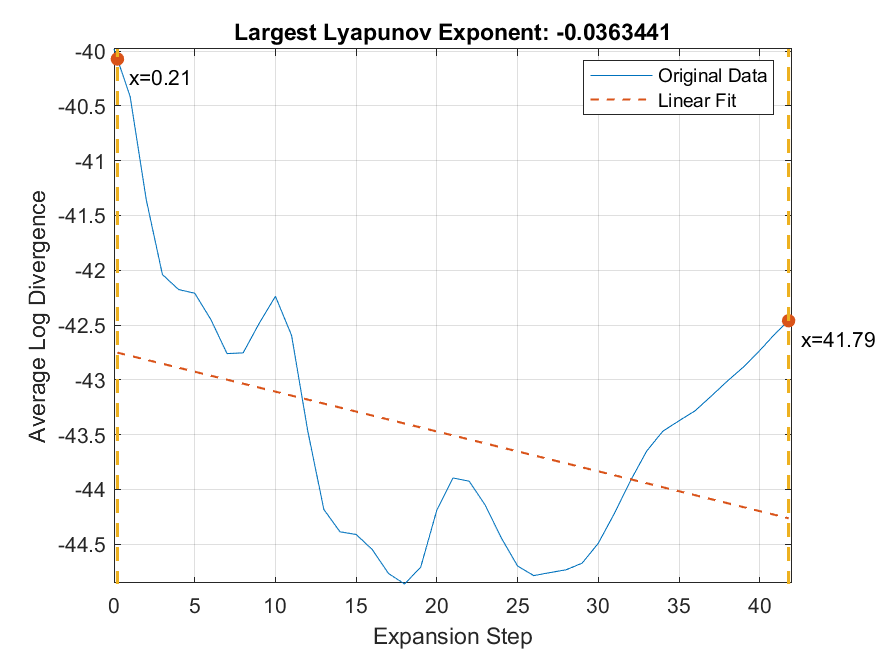 Largest Lyapunov Exponent: -0.0363441
-40
x=0.21
Original Data
Linear Fit
-40.5
-41
-41.5
-42
-42.5
x=41.79
-43
-43.5
-44
-44.5
Average Log Divergence
0 5 10 15 20 25 30 35 40
Expansion Step